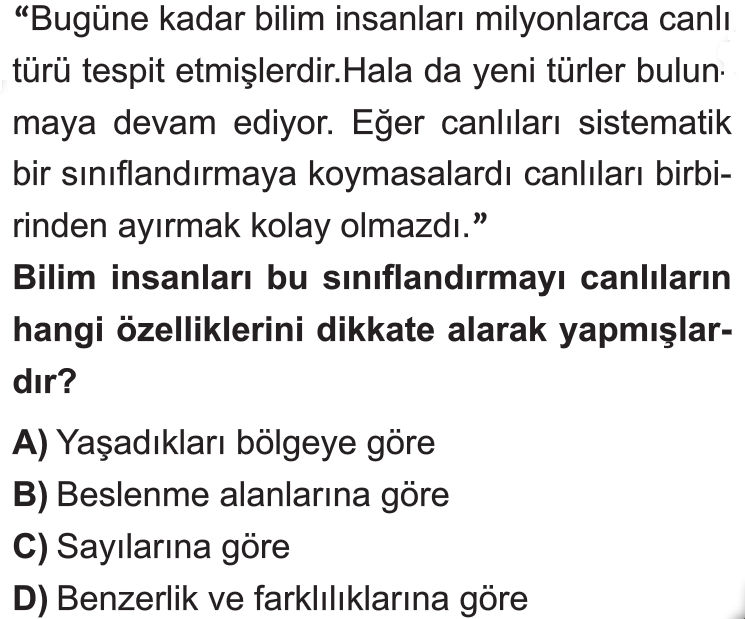 “Bugüne kadar bilim insanları milyonlarca canlı
türü tespit etmişlerdir.Hala da yeni türler bulun-
maya devam ediyor. Eğer canlıları sistematik
bir sınıflandırmaya koymasalardı canlıları birbi-
rinden ayırmak kolay olmazdı.”
Bilim insanları bu sınıflandırmayı canlıların
hangi özelliklerini dikkate alarak yapmışlar-
dır?
A) Yaşadıkları bölgeye göre
B) Beslenme alanlarına göre
C) Sayılarına göre
D) Benzerlik ve farklılıklarına göre